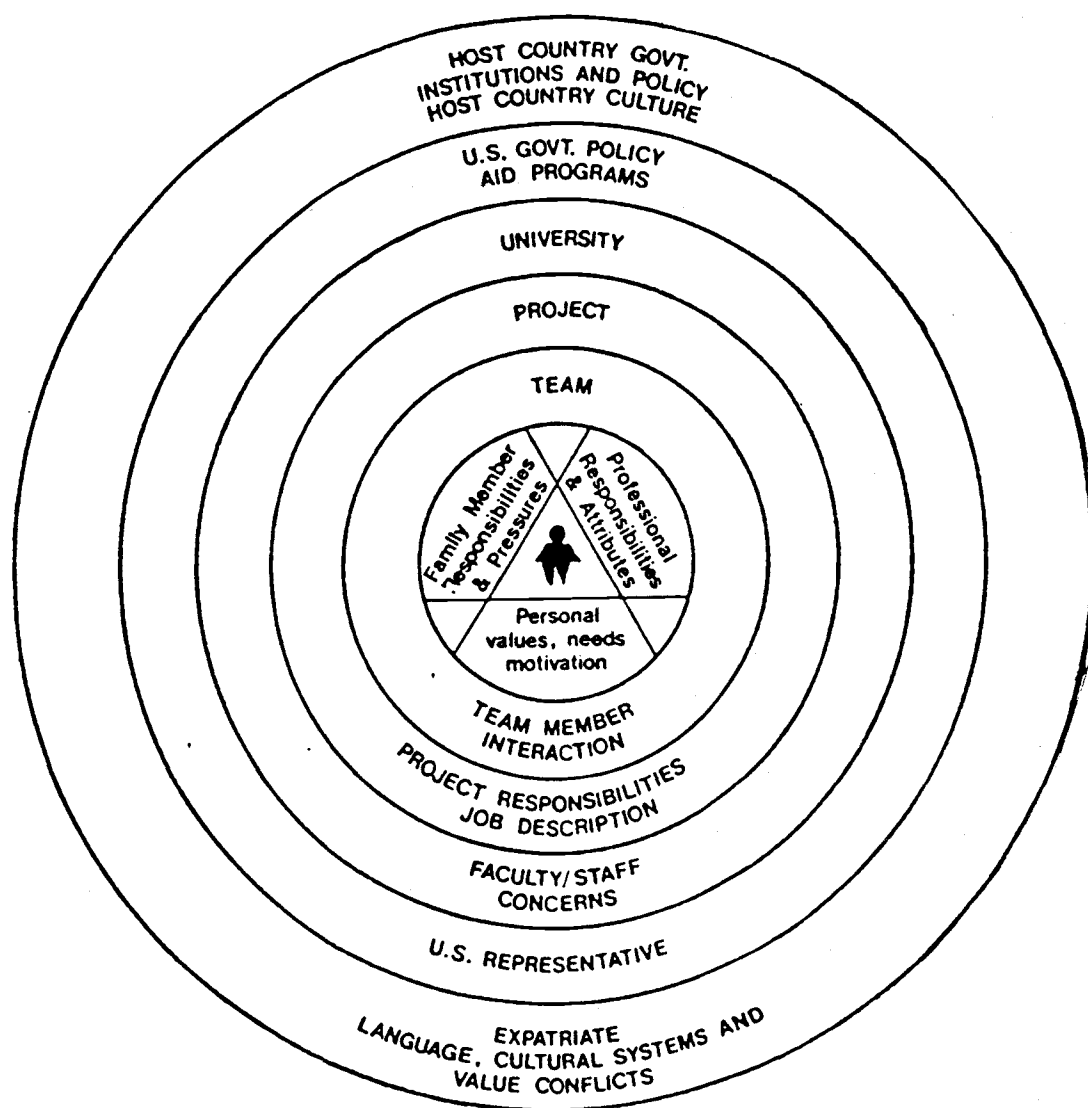 HOST COUNTRY GOVT.
INSTITUTIONS AND POLICY
HOST COUNTRY CULTURE
U.S. GOVT. POLICY
AID PROGRAMS
UNIVERSITY
PROJECT
TEAM
Family Member
Responsibilities
& Pressures
Professional
Responsibilities
& Attributes
Personal
values, needs
motivation
TEAM MEMBER
INTERACTION
PROJECT RESPONSIBILITIES
JOB DESCRIPTION
FACULTY/STAFF
CONCERNS
U.S. REPRESENTATIVE
EXPATRIATE
LANGUAGE, CULTURAL SYSTEMS AND
VALUE CONFLICTS